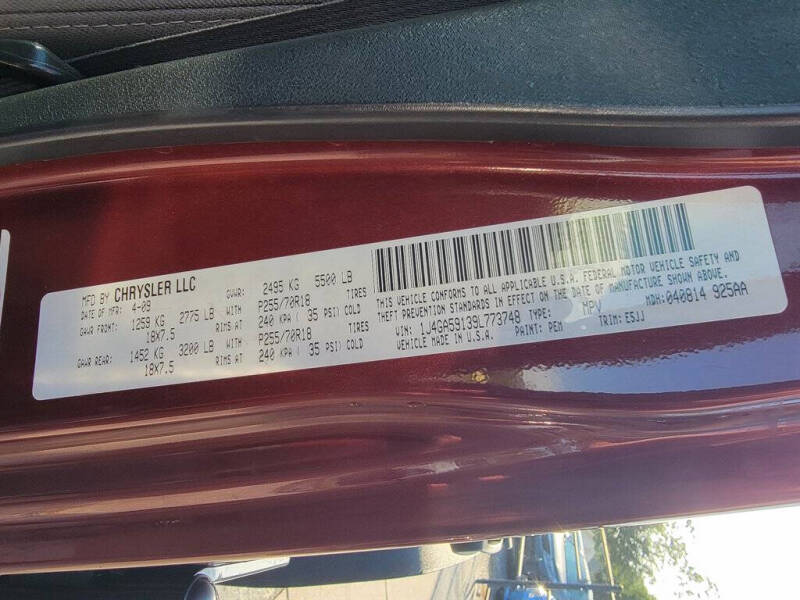 MFD BY CHRYSLER LLC
DATE OF MFR: 4-09 GVWR: 2495 KG 5500 LB
GAWR FRONT: 1259 KG 2775 LB WITH P255/70R18 TIRES
18X7.5 RIMS AT 240 KPA ( 35 PSI) COLD
GAWR REAR: 1452 KG 3200 LB WITH P255/70R18 TIRES
18X7.5 RIMS AT 240 KPA ( 35 PSI) COLD
THIS VEHICLE CONFORMS TO ALL APPLICABLE U.S.A. FEDERAL MOTOR VEHICLE SAFETY AND
THEFT PREVENTION STANDARDS IN EFFECT ON THE DATE OF MANUFACTURE SHOWN ABOVE.
VIN: 1J4GA59139L773748 TYPE: MPV MDH: 040814 925AA
VEHICLE MADE IN U.S.A. PAINT: PEM TRIM: ESJJ